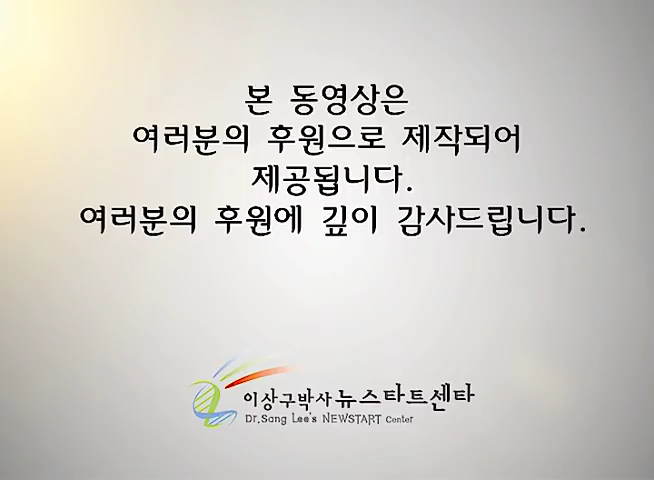 본 동영상은
여러분의 후원으로 제작되어
제공됩니다.
여러분의 후원에 깊이 감사드립니다.
이상구박사 뉴스타트센타
Dr.Sang Lee's NEWSTART Center